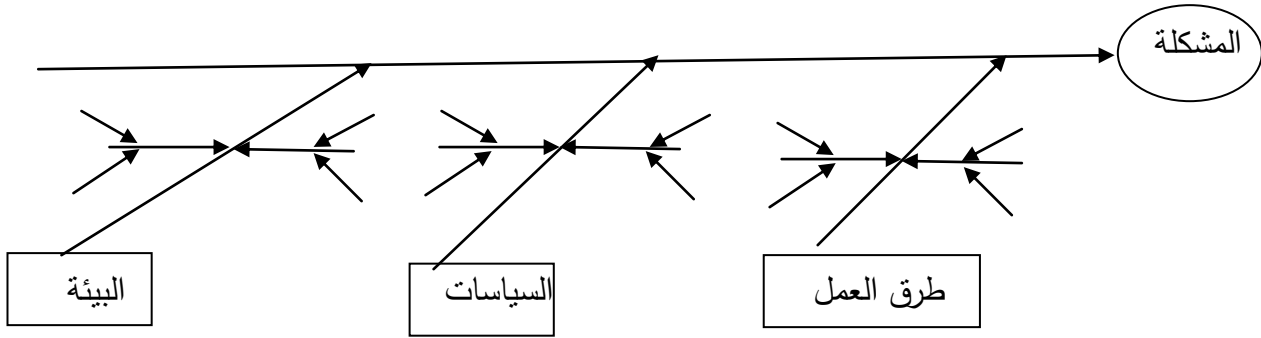 المشكلة
طرق العمل
السياسات
البيئة